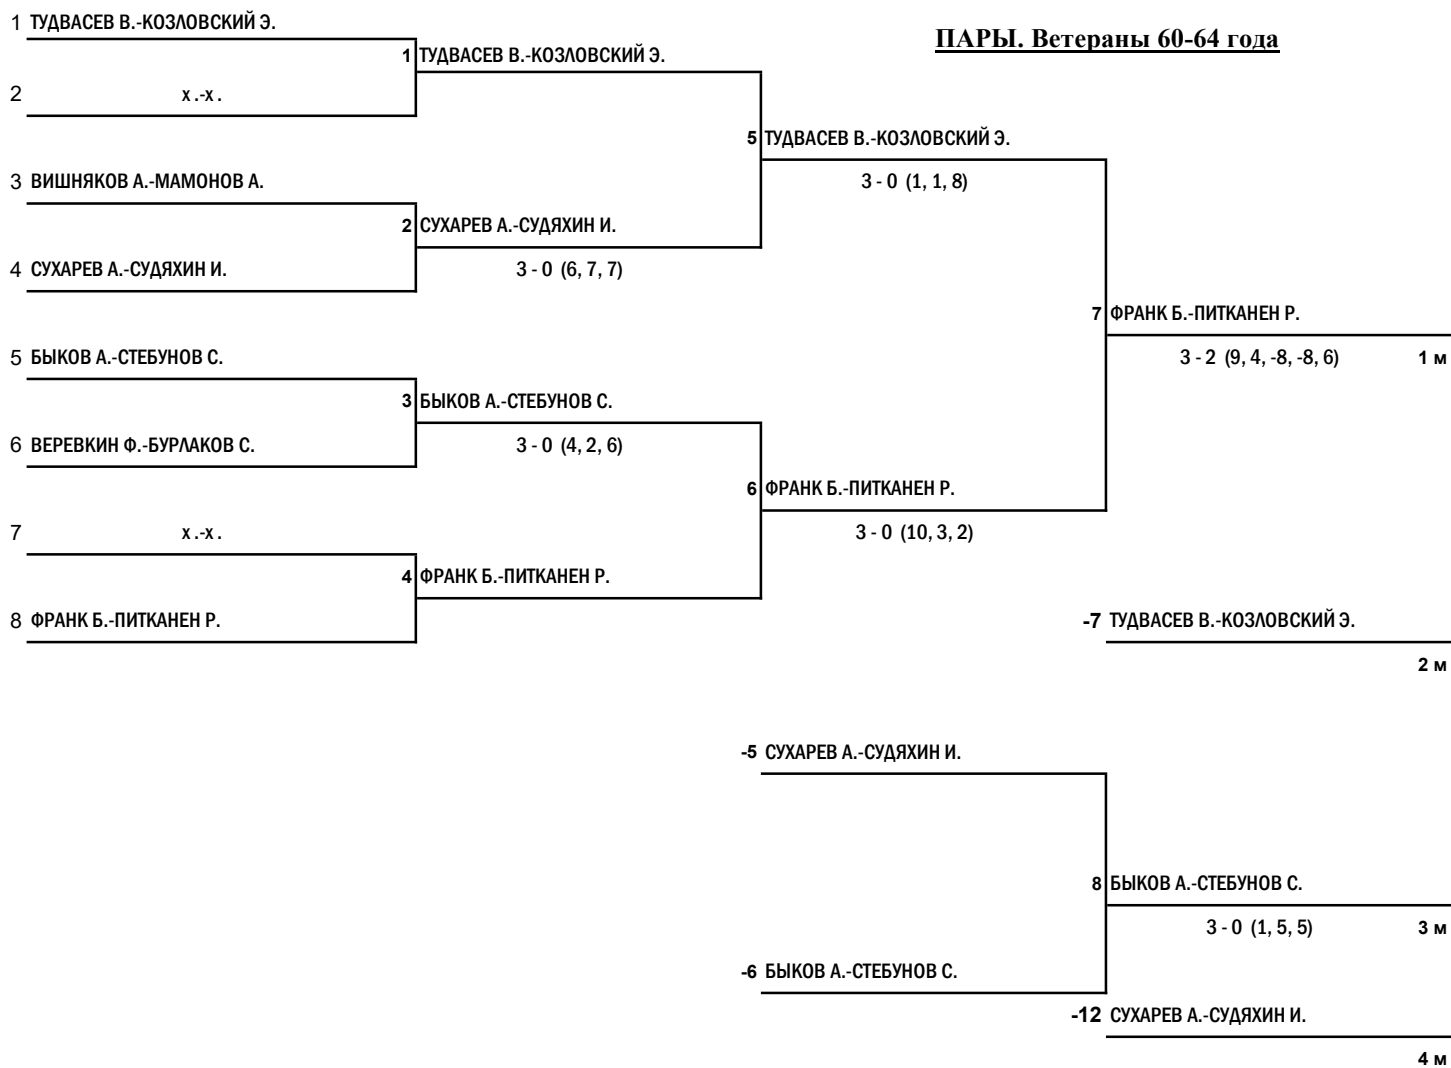 1 ТУДВАСЕВ В.-КОЗЛОВСКИЙ Э.
ПАРЫ. Ветераны 60-64 года
1 ТУДВАСЕВ В.-КОЗЛОВСКИЙ Э.
2 х .-х .
5 ТУДВАСЕВ В.-КОЗЛОВСКИЙ Э.
3 ВИШНЯКОВ А.-МАМОНОВ А.
3 - 0 (1, 1, 8)
2 СУХАРЕВ А.-СУДЯХИН И.
4 СУХАРЕВ А.-СУДЯХИН И.
3 - 0 (6, 7, 7)
7 ФРАНК Б.-ПИТКАНЕН Р.
5 БЫКОВ А.-СТЕБУНОВ С.
3 - 2 (9, 4, -8, -8, 6) 1 м
3 БЫКОВ А.-СТЕБУНОВ С.
6 ВЕРЕВКИН Ф.-БУРЛАКОВ С.
3 - 0 (4, 2, 6)
6 ФРАНК Б.-ПИТКАНЕН Р.
7 х .-х .
3 - 0 (10, 3, 2)
4 ФРАНК Б.-ПИТКАНЕН Р.
8 ФРАНК Б.-ПИТКАНЕН Р.
-7 ТУДВАСЕВ В.-КОЗЛОВСКИЙ Э.
2 м
-5 СУХАРЕВ А.-СУДЯХИН И.
8 БЫКОВ А.-СТЕБУНОВ С.
3 - 0 (1, 5, 5) 3 м
-6 БЫКОВ А.-СТЕБУНОВ С.
-12 СУХАРЕВ А.-СУДЯХИН И.
4 м